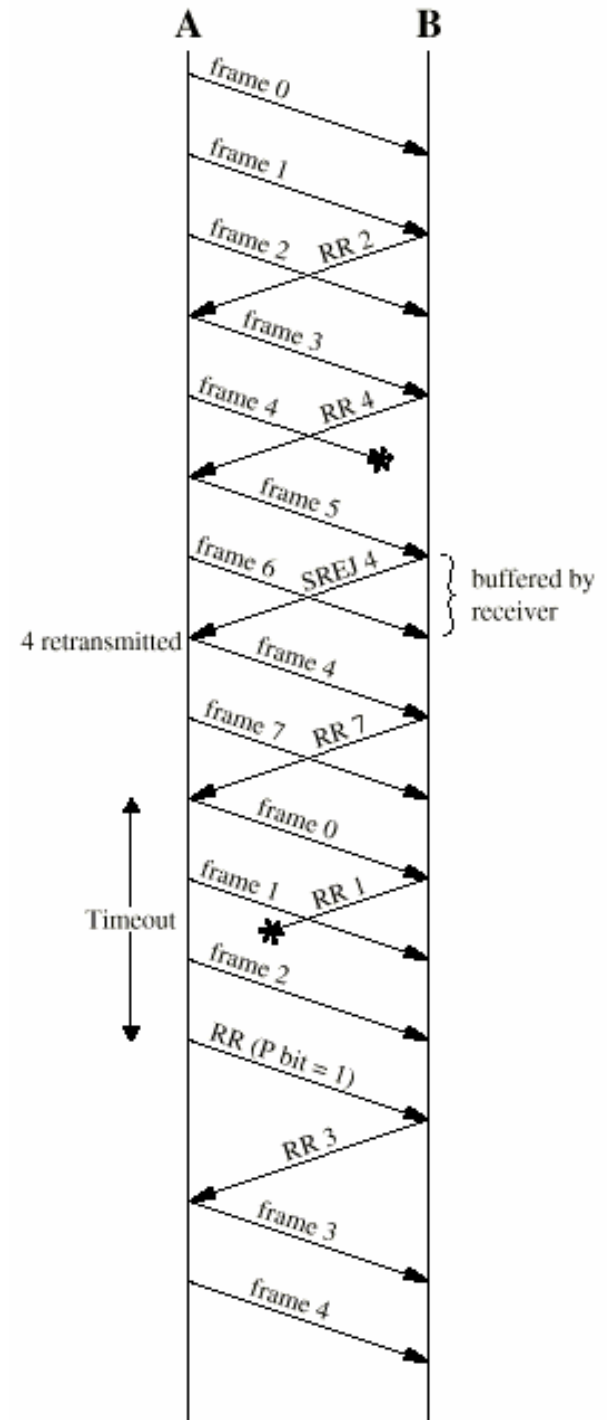 A
B
frame 0
frame 1
frame 2
RR 2
frame 3
frame 4
RR 4
frame 5
frame 6
SREJ 4
buffered by
receiver
4 retransmitted
frame 4
frame 7
RR 7
frame 0
frame 1
RR 1
Timeout
frame 2
RR (P bit = 1)
RR 3
frame 3
frame 4